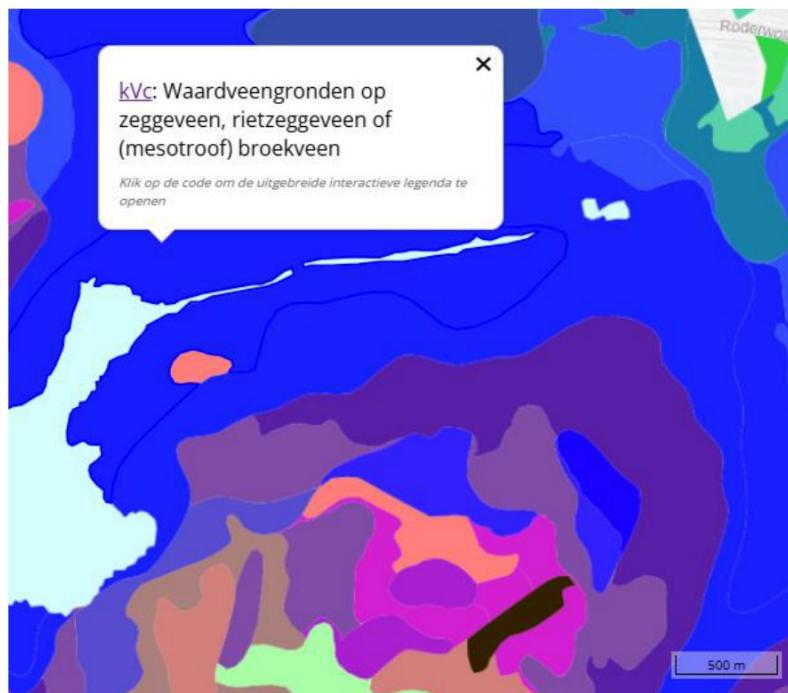 Roderwol
kVc: Waardveengronden op
zeggeveen, rietzeggeveen of
(mesotroof) broekveen
Klik op de code om de uitgebreide interactieve legenda te
openen
500 m